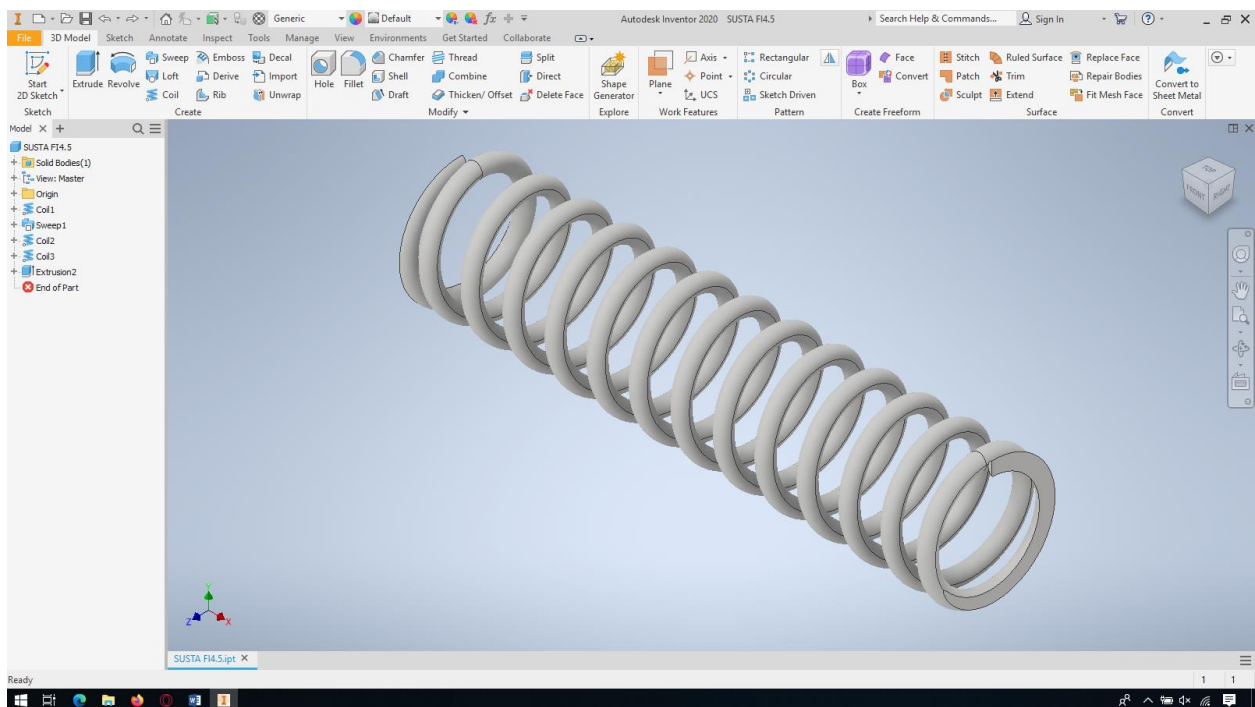 Generic Default fx Autodesk Inventor 2020 SUSTA FI4.5 Search Help & Commands... Sign In
File 3D Model Sketch Annotate Inspect Tools Manage View Environments Get Started Collaborate
Sweep Emboss Decal Chamfer Thread Split Axis Rectangular Face Stitch Ruled Surface Replace Face
Loft Derive Import Shell Combine Direct Point Circular Convert Patch Trim Repair Bodies
Start Extrude Revolve Hole Fillet Shape Plane Box Convert to
2D Sketch Coil Rib Unwrap Draft Thicken/ Offset Delete Face Generator UCS Sketch Driven Sculpt Extend Fit Mesh Face Sheet Metal
Sketch Create Modify Explore Work Features Pattern Create Freeform Surface Convert
Model
SUSTA FI4.5
Solid Bodies(1)
View: Master
Origin
Coil1
Sweep1
Coil2
Coil3
Extrusion2
End of Part
TOP
FRONT RIGHT
Y
Z X
SUSTA FI4.5.ipt
Ready 1 1